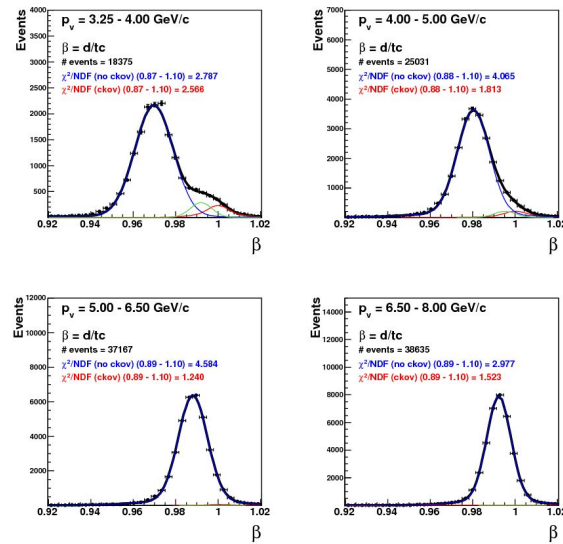 p_v = 3.25 - 4.00 GeV/c
β = d/tc
# events = 18375
χ²/NDF (no ckov) (0.87 - 1.10) = 2.787
χ²/NDF (ckov) (0.87 - 1.10) = 2.566
Events
4000
3500
3000
2500
2000
1500
1000
500
0.92 0.94 0.96 0.98 1 1.02
β
p_v = 4.00 - 5.00 GeV/c
β = d/tc
# events = 25031
χ²/NDF (no ckov) (0.88 - 1.10) = 4.065
χ²/NDF (ckov) (0.88 - 1.10) = 1.813
Events
7000
6000
5000
4000
3000
2000
1000
0.92 0.94 0.96 0.98 1 1.02
β
p_v = 5.00 - 6.50 GeV/c
β = d/tc
# events = 37167
χ²/NDF (no ckov) (0.89 - 1.10) = 4.584
χ²/NDF (ckov) (0.89 - 1.10) = 1.240
Events
12000
10000
8000
6000
4000
2000
0.92 0.94 0.96 0.98 1 1.02
β
p_v = 6.50 - 8.00 GeV/c
β = d/tc
# events = 38635
χ²/NDF (no ckov) (0.89 - 1.10) = 2.977
χ²/NDF (ckov) (0.89 - 1.10) = 1.523
Events
14000
12000
10000
8000
6000
4000
2000
0.92 0.94 0.96 0.98 1 1.02
β